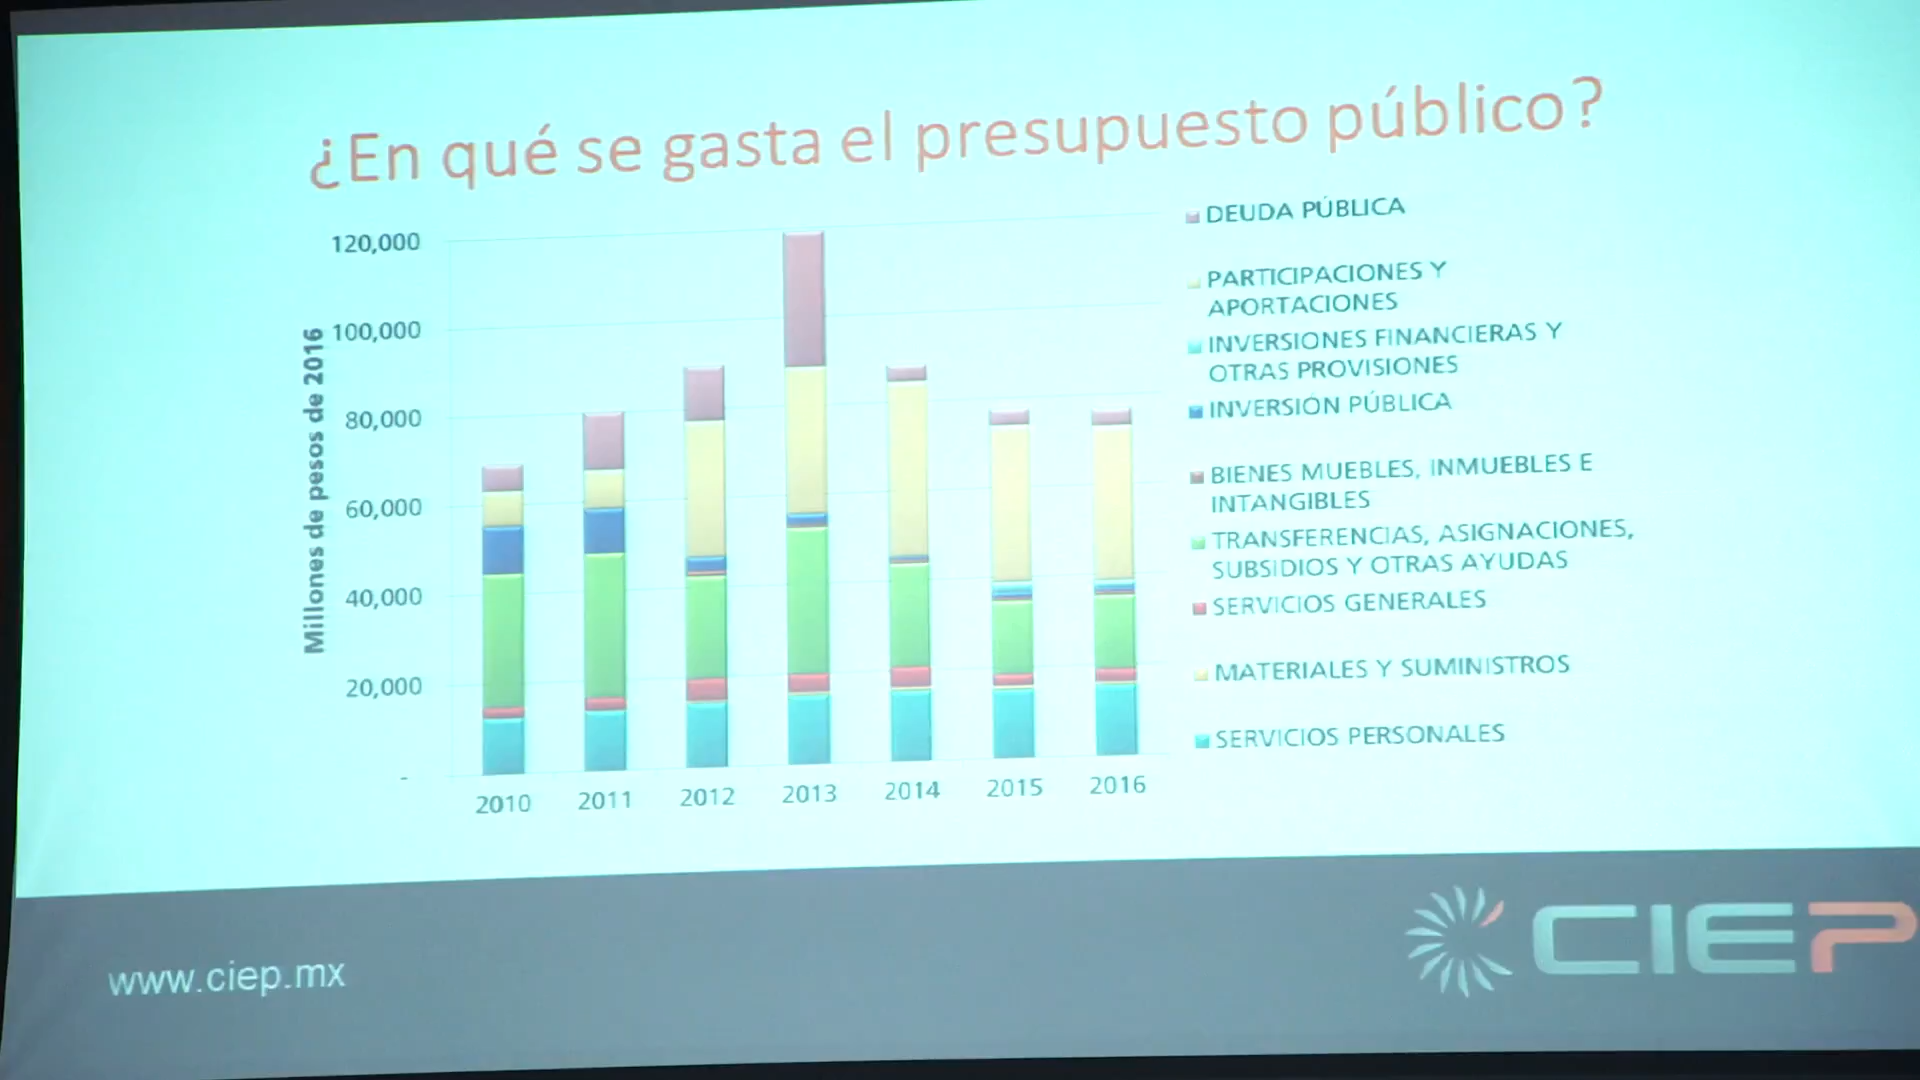 ¿En qué se gasta el presupuesto público?
Millones de pesos de 2016
120,000
100,000
80,000
60,000
40,000
20,000
-
2010
2011
2012
2013
2014
2015
2016
DEUDA PÚBLICA
PARTICIPACIONES Y
APORTACIONES
INVERSIONES FINANCIERAS Y
OTRAS PROVISIONES
INVERSIÓN PÚBLICA
BIENES MUEBLES, INMUEBLES E
INTANGIBLES
TRANSFERENCIAS, ASIGNACIONES,
SUBSIDIOS Y OTRAS AYUDAS
SERVICIOS GENERALES
MATERIALES Y SUMINISTROS
SERVICIOS PERSONALES
www.ciep.mx
CIEP